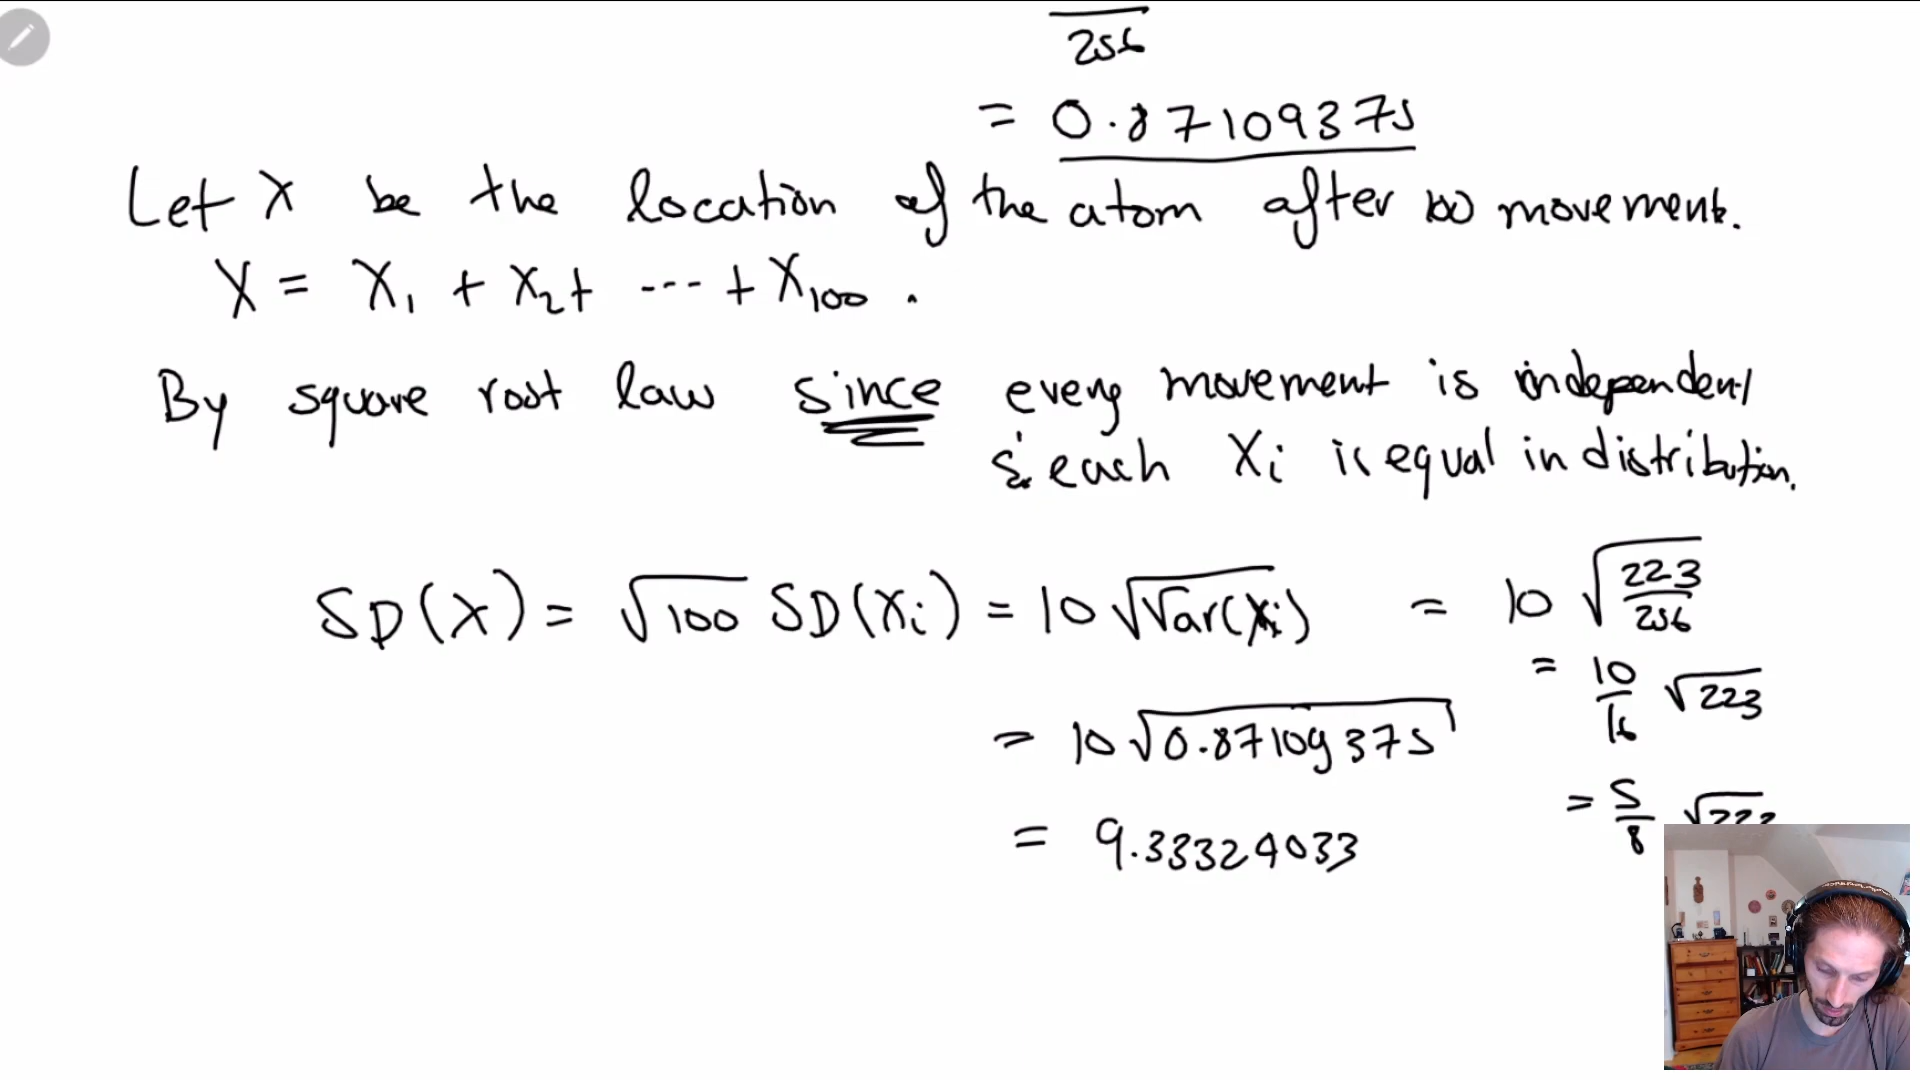 256
= 0.87109375
Let X be the location of the atom after 100 movement.
X = X₁ + X₂ + --- + X₁₀₀ .
By square root law since every movement is independent
& each Xi is equal in distribution.
SD(X) = √100 SD(Xi) = 10 √Var(Xi) = 10 √223/256
= 10/16 √223
= 10 √0.87109375
= 5/8 √223
= 9.33324033